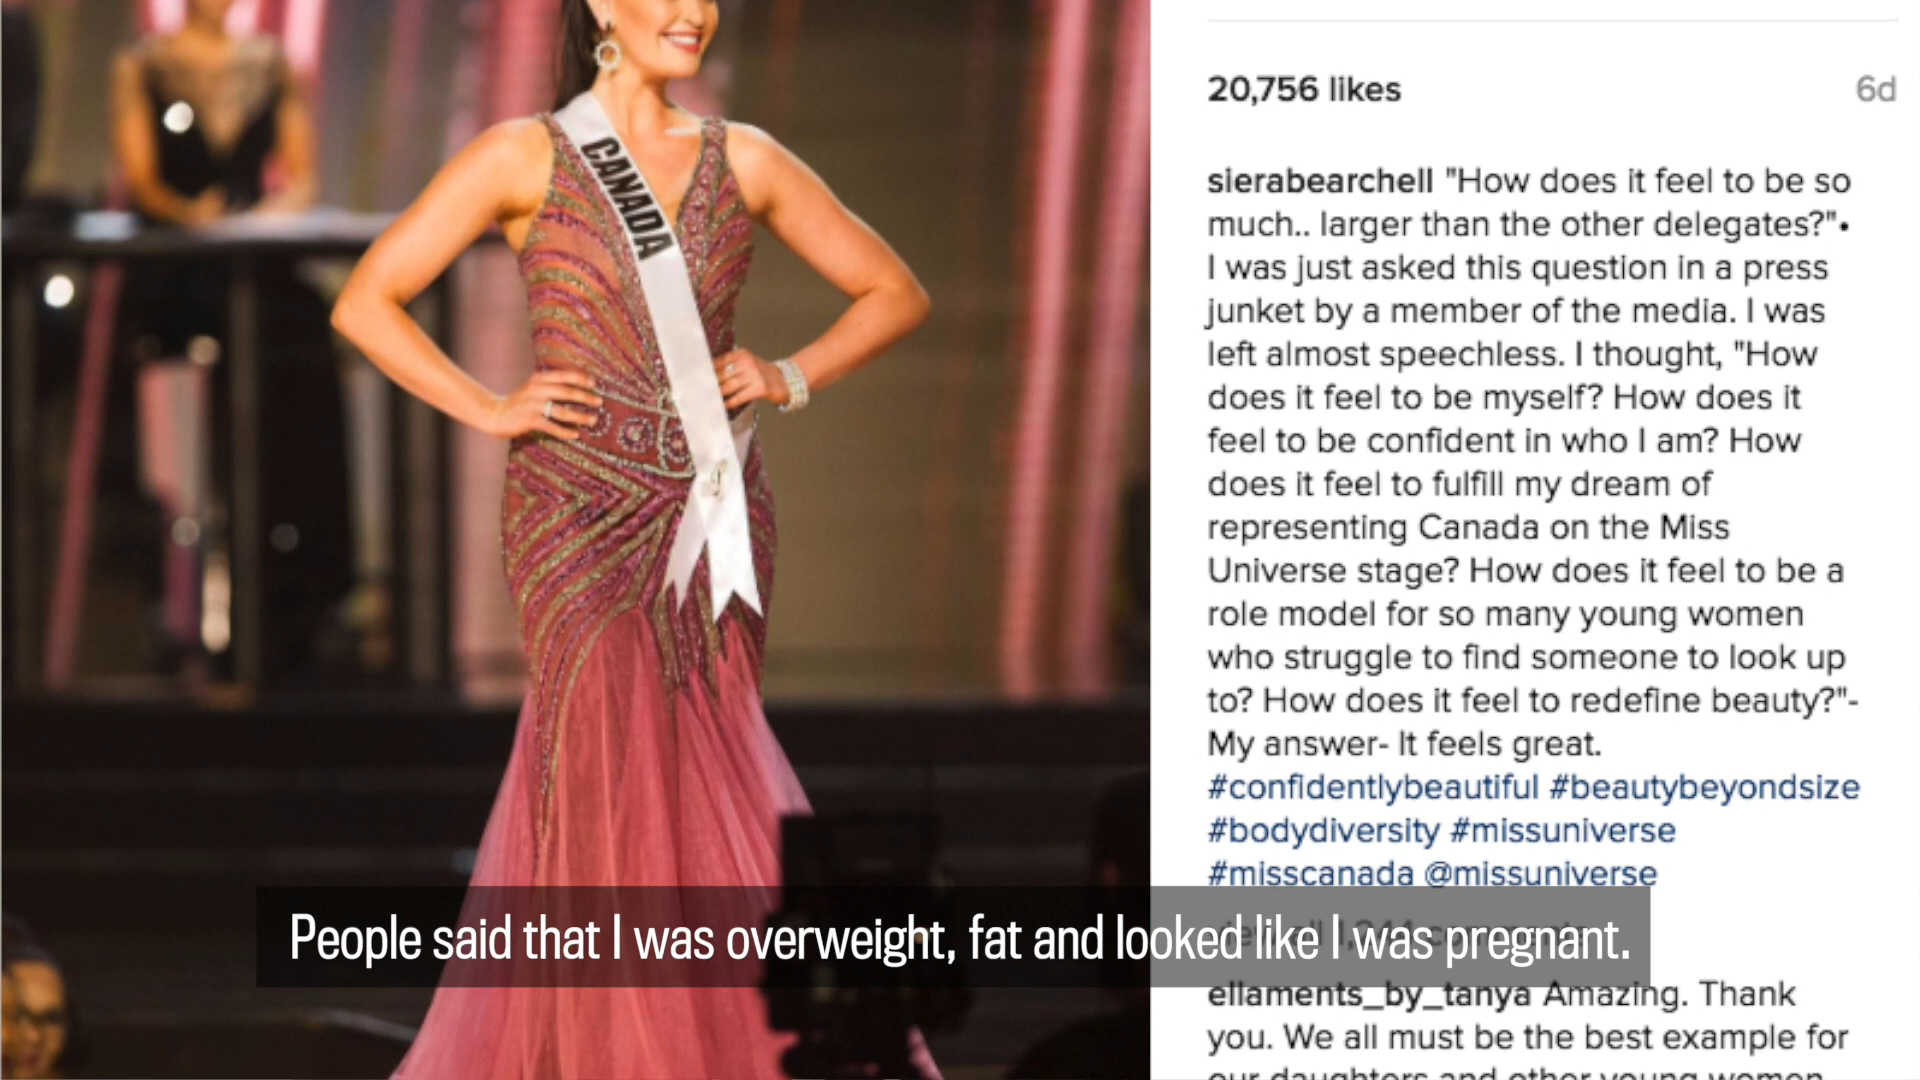 CANADA
20,756 likes 6d
sierabearchell "How does it feel to be so
much.. larger than the other delegates?"•
I was just asked this question in a press
junket by a member of the media. I was
left almost speechless. I thought, "How
does it feel to be myself? How does it
feel to be confident in who I am? How
does it feel to fulfill my dream of
representing Canada on the Miss
Universe stage? How does it feel to be a
role model for so many young women
who struggle to find someone to look up
to? How does it feel to redefine beauty?"-
My answer- It feels great.
#confidentlybeautiful #beautybeyondsize
#bodydiversity #missuniverse
#misscanada @missuniverse
People said that I was overweight, fat and looked like I was pregnant.
ellaments_by_tanya Amazing. Thank
you. We all must be the best example for
our daughters and other young women